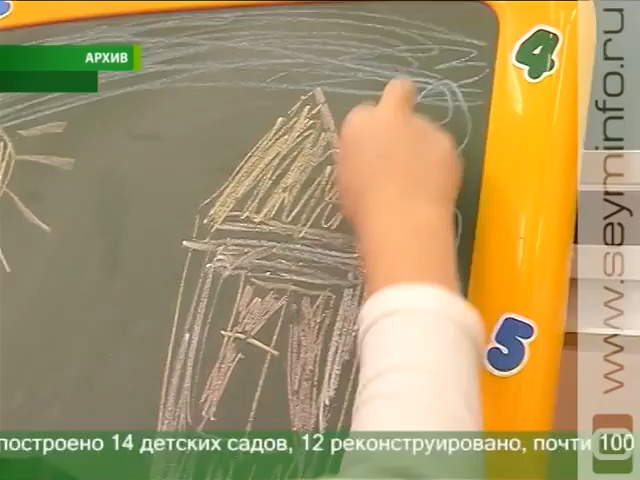 АРХИВ
4
www.seyminfo.ru
5
построено 14 детских садов, 12 реконструировано, почти 100